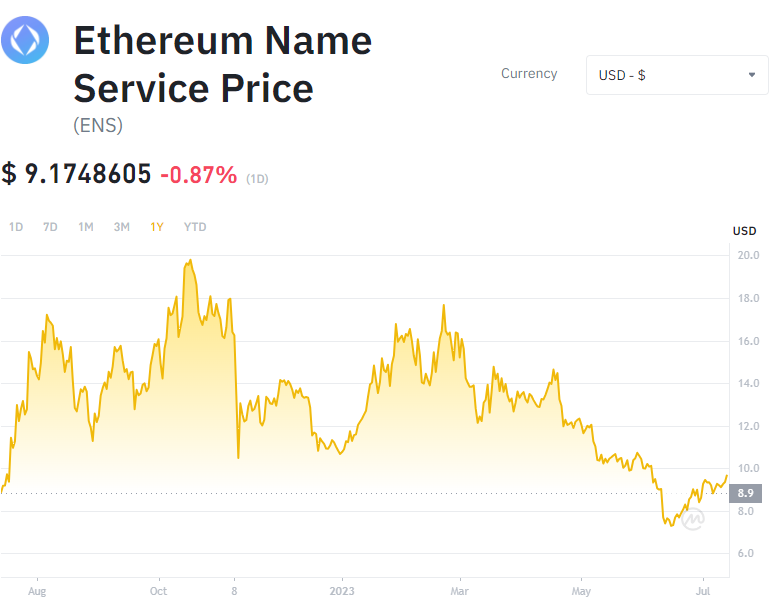 Ethereum Name
Service Price
(ENS)
Currency
USD - $
$ 9.1748605 -0.87% (1D)
1D 7D 1M 3M 1Y YTD
USD
20.0
18.0
16.0
14.0
12.0
10.0
8.9
8.0
6.0
Aug Oct 8 2023 Mar May Jul